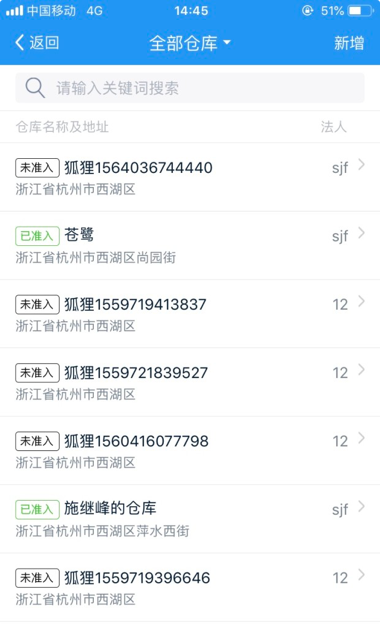 中国移动 4G 14:45 51%
返回 全部仓库 新增
请输入关键词搜索
仓库名称及地址 法人
未准入 狐狸1564036744440 sjf
浙江省杭州市西湖区
已准入 苍鹭 sjf
浙江省杭州市西湖区尚园街
未准入 狐狸1559719413837 12
浙江省杭州市西湖区
未准入 狐狸1559721839527 12
浙江省杭州市西湖区
未准入 狐狸1560416077798 12
浙江省杭州市西湖区
已准入 施继峰的仓库 sjf
浙江省杭州市西湖区萍水西街
未准入 狐狸1559719396646 12
浙江省杭州市西湖区